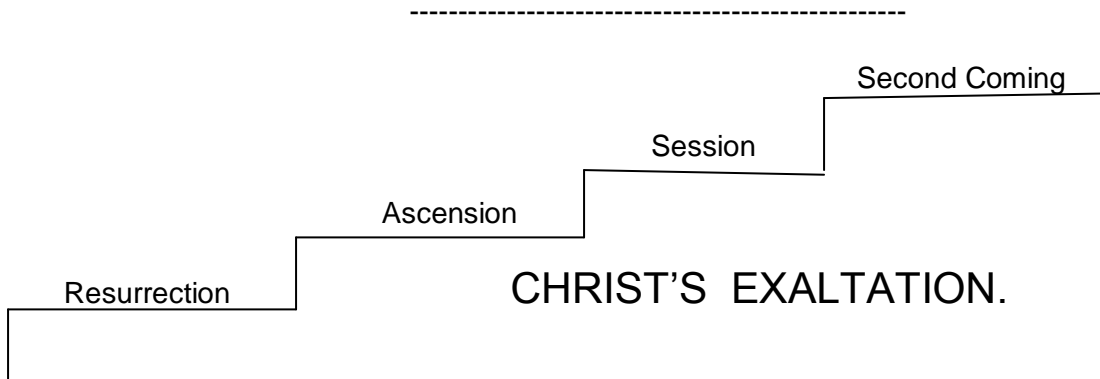 -----------------------------------------------
Second Coming
Session
Ascension
Resurrection
CHRIST’S EXALTATION.